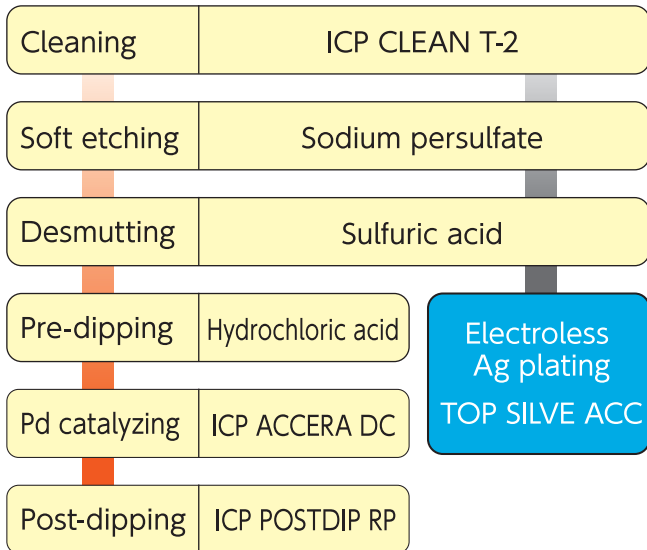 Cleaning ICP CLEAN T-2
Soft etching Sodium persulfate
Desmutting Sulfuric acid
Pre-dipping Hydrochloric acid
Pd catalyzing ICP ACCERA DC
Post-dipping ICP POSTDIP RP
Electroless
Ag plating
TOP SILVE ACC